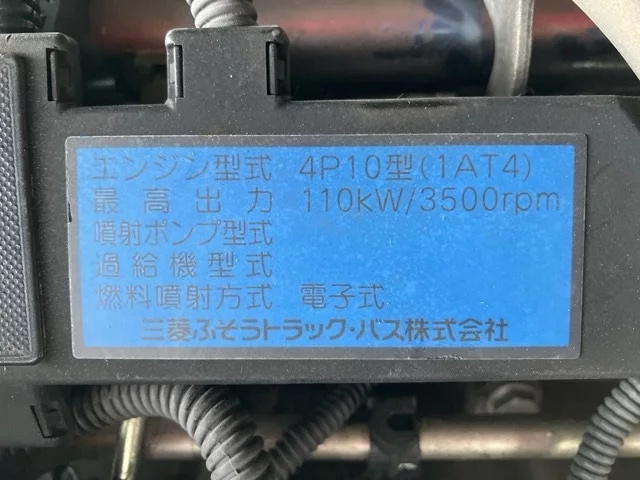 エンジン型式 4P10型(1AT4)
最高出力 110kW/3500rpm
噴射ポンプ型式
過給機型式
燃料噴射方式 電子式
三菱ふそうトラック・バス株式会社